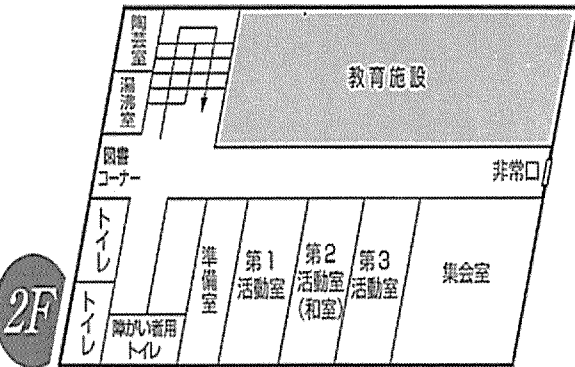 陶芸室
湯沸室
教育施設
図書
コーナー
非常口
トイレ
トイレ
障がい者用
トイレ
準備室
第1
活動室
第2
活動室
(和室)
第3
活動室
集会室
2F